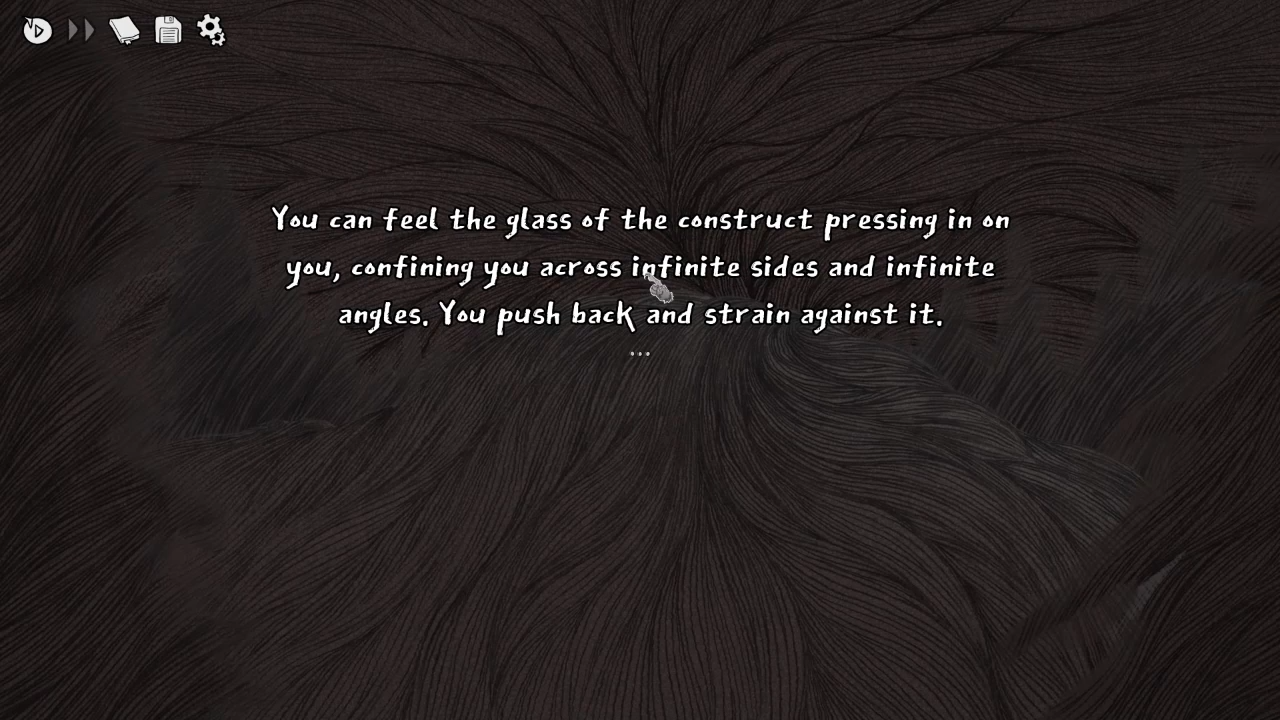 You can feel the glass of the construct pressing in on
you, confining you across infinite sides and infinite
angles. You push back and strain against it.
...